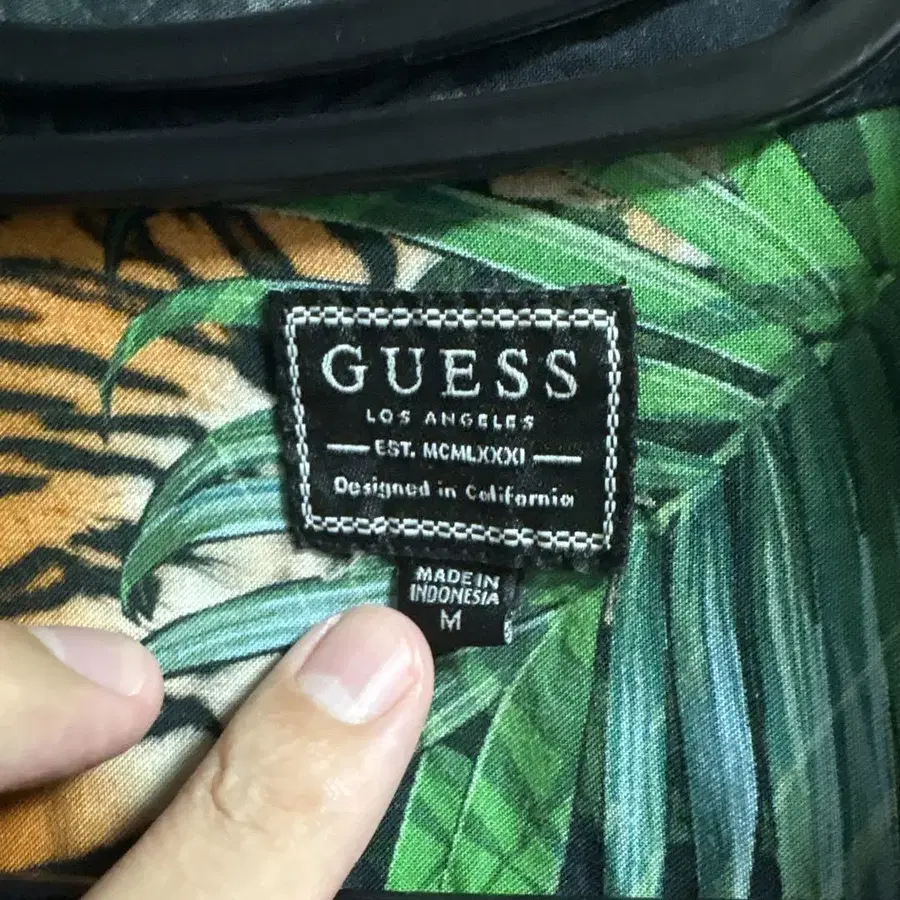 GUESS
LOS ANGELES
EST. MCMLXXXI
Designed in California
MADE IN
INDONESIA
M